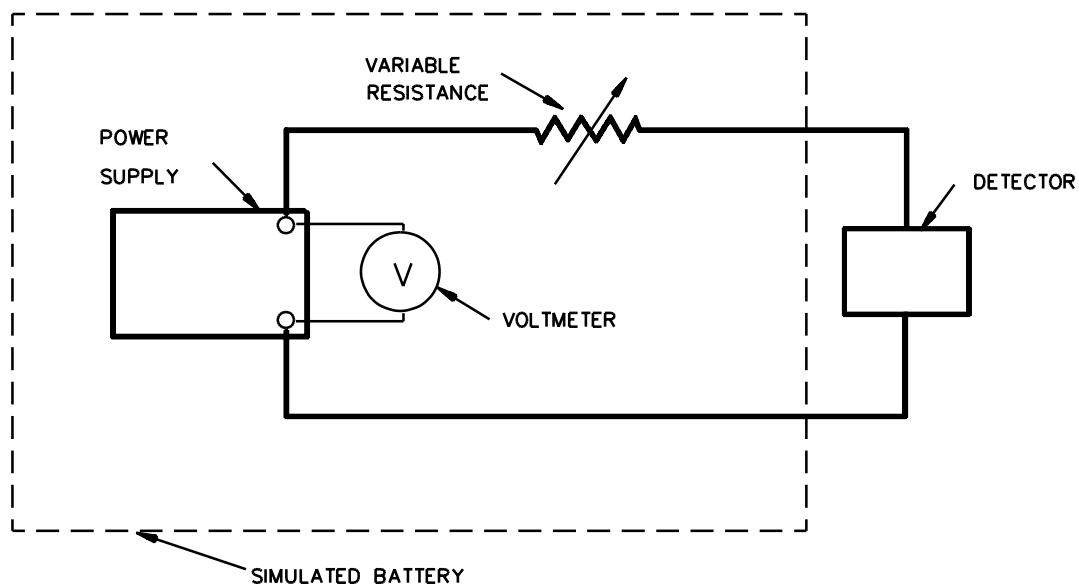 VARIABLE
RESISTANCE
POWER
SUPPLY
DETECTOR
V
VOLTMETER
SIMULATED BATTERY